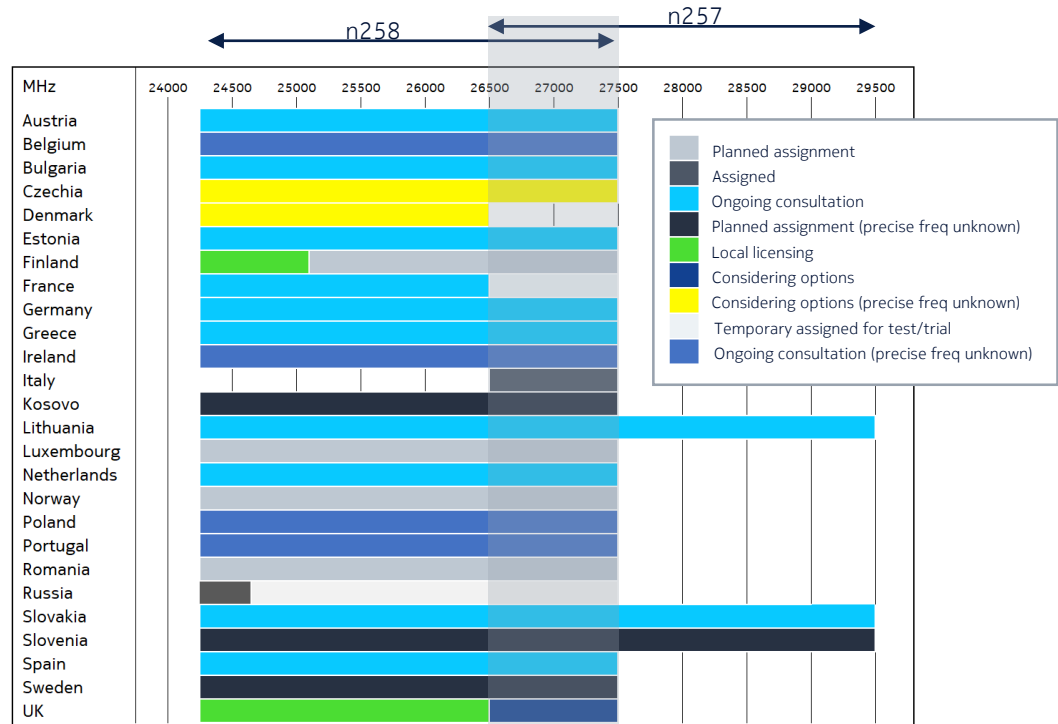 n257
n258
MHz 24000 24500 25000 25500 26000 26500 27000 27500 28000 28500 29000 29500
Austria
Belgium
Bulgaria
Czechia
Denmark
Estonia
Finland
France
Germany
Greece
Ireland
Italy
Kosovo
Lithuania
Luxembourg
Netherlands
Norway
Poland
Portugal
Romania
Russia
Slovakia
Slovenia
Spain
Sweden
UK
Planned assignment
Assigned
Ongoing consultation
Planned assignment (precise freq unknown)
Local licensing
Considering options
Considering options (precise freq unknown)
Temporary assigned for test/trial
Ongoing consultation (precise freq unknown)